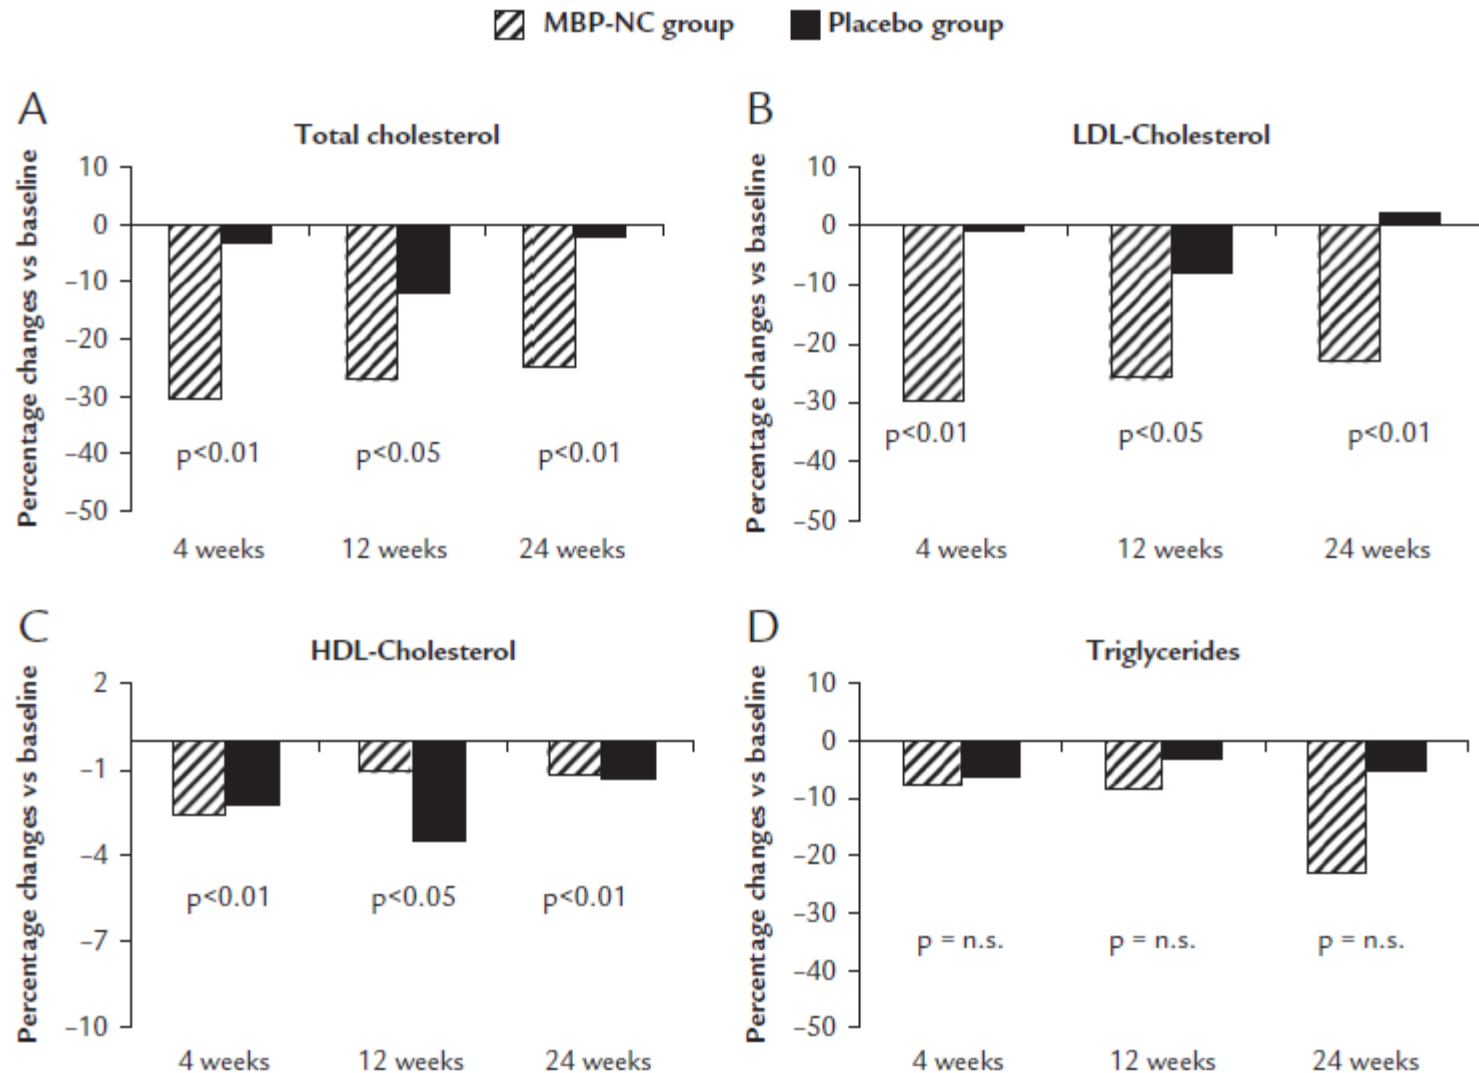 MBP-NC group Placebo group
A
Total cholesterol
Percentage changes vs baseline
10
0
–10
–20
–30
–40
–50
p<0.01 p<0.05 p<0.01
4 weeks 12 weeks 24 weeks
B
LDL-Cholesterol
Percentage changes vs baseline
10
0
–10
–20
–30
–40
–50
p<0.01 p<0.05 p<0.01
4 weeks 12 weeks 24 weeks
C
HDL-Cholesterol
Percentage changes vs baseline
2
–1
–4
–7
–10
p<0.01 p<0.05 p<0.01
4 weeks 12 weeks 24 weeks
D
Triglycerides
Percentage changes vs baseline
10
0
–10
–20
–30
–40
–50
p = n.s. p = n.s. p = n.s.
4 weeks 12 weeks 24 weeks